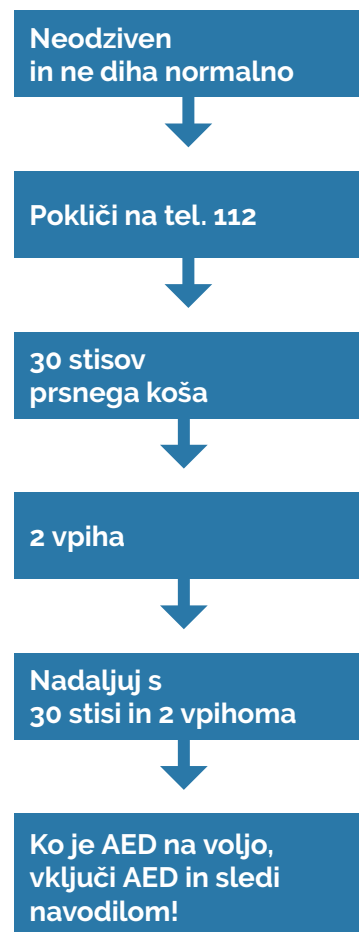 Neodziven
in ne diha normalno
Pokliči na tel. 112
30 stisov
prsnega koša
2 vpiha
Nadaljuj s
30 stisi in 2 vpihoma
Ko je AED na voljo,
vključi AED in sledi
navodilom!